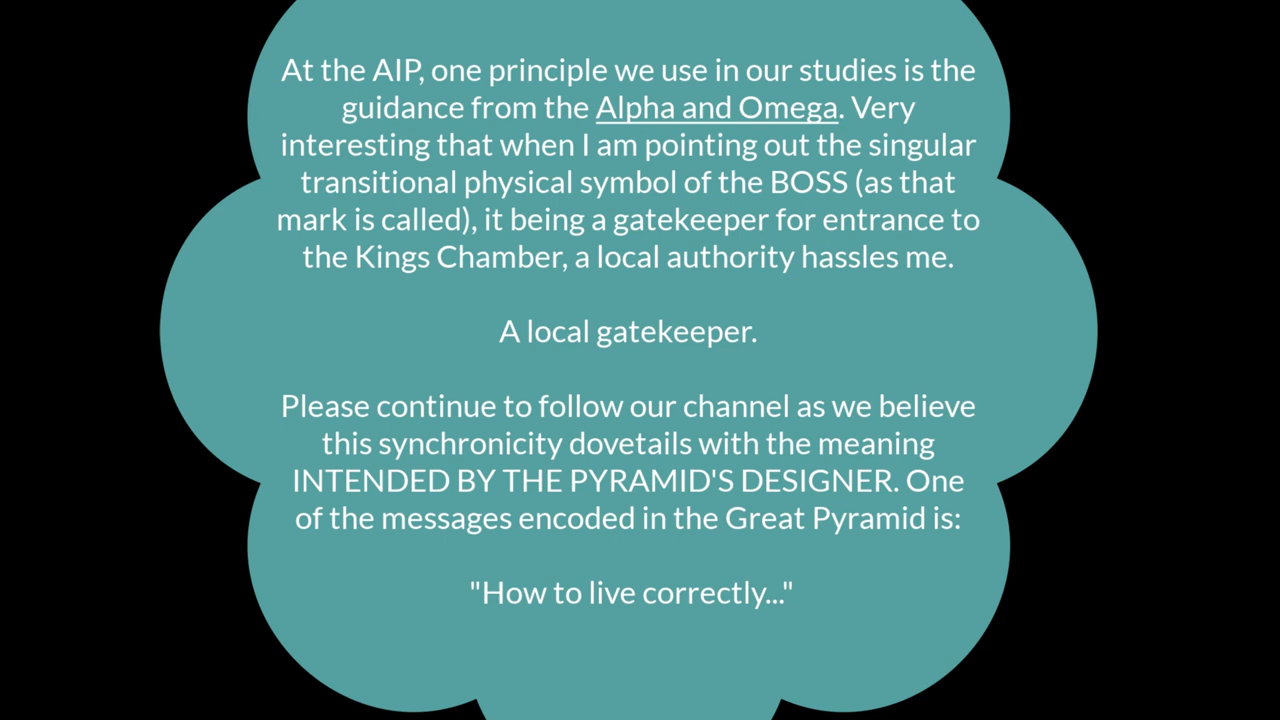 At the AIP, one principle we use in our studies is the
guidance from the Alpha and Omega. Very
interesting that when I am pointing out the singular
transitional physical symbol of the BOSS (as that
mark is called), it being a gatekeeper for entrance to
the Kings Chamber, a local authority hassles me.
A local gatekeeper.
Please continue to follow our channel as we believe
this synchronicity dovetails with the meaning
INTENDED BY THE PYRAMID'S DESIGNER. One
of the messages encoded in the Great Pyramid is:
"How to live correctly..."